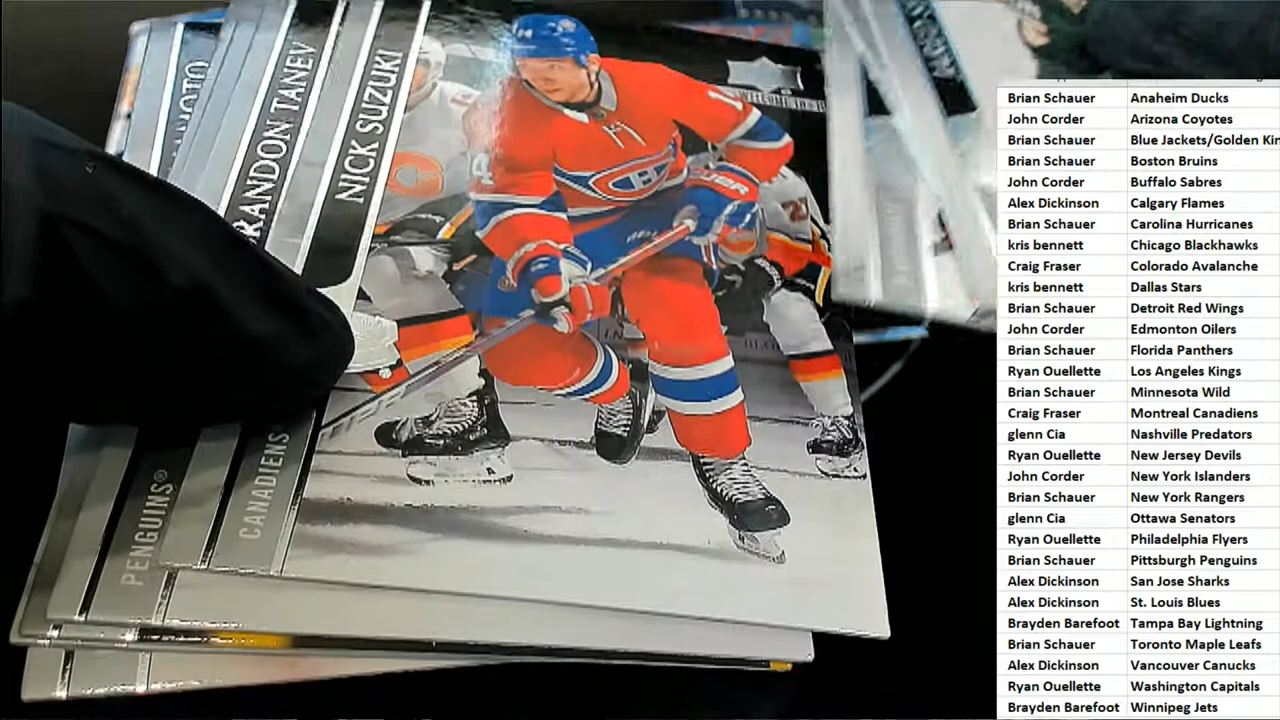 BRANDON TANEV
NICK SUZUKI
PENGUINS®
CANADIENS
WELCOME TO
Brian Schauer Anaheim Ducks
John Corder Arizona Coyotes
Brian Schauer Blue Jackets/Golden Kin
Brian Schauer Boston Bruins
John Corder Buffalo Sabres
Alex Dickinson Calgary Flames
Brian Schauer Carolina Hurricanes
kris bennett Chicago Blackhawks
Craig Fraser Colorado Avalanche
kris bennett Dallas Stars
Brian Schauer Detroit Red Wings
John Corder Edmonton Oilers
Brian Schauer Florida Panthers
Ryan Ouellette Los Angeles Kings
Brian Schauer Minnesota Wild
Craig Fraser Montreal Canadiens
glenn Cia Nashville Predators
Ryan Ouellette New Jersey Devils
John Corder New York Islanders
Brian Schauer New York Rangers
glenn Cia Ottawa Senators
Ryan Ouellette Philadelphia Flyers
Brian Schauer Pittsburgh Penguins
Alex Dickinson San Jose Sharks
Alex Dickinson St. Louis Blues
Brayden Barefoot Tampa Bay Lightning
Brian Schauer Toronto Maple Leafs
Alex Dickinson Vancouver Canucks
Ryan Ouellette Washington Capitals
Brayden Barefoot Winnipeg Jets